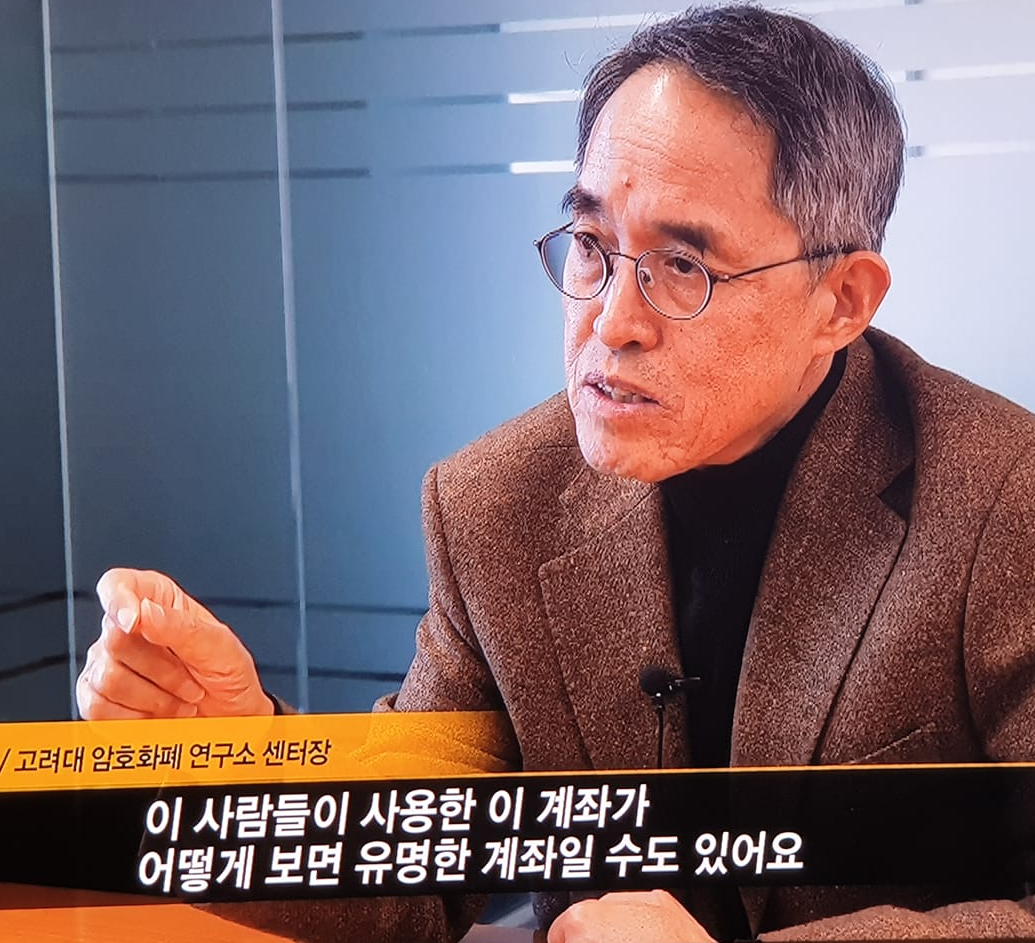 / 고려대 암호화폐 연구소 센터장
이 사람들이 사용한 이 계좌가
어떻게 보면 유명한 계좌일 수도 있어요